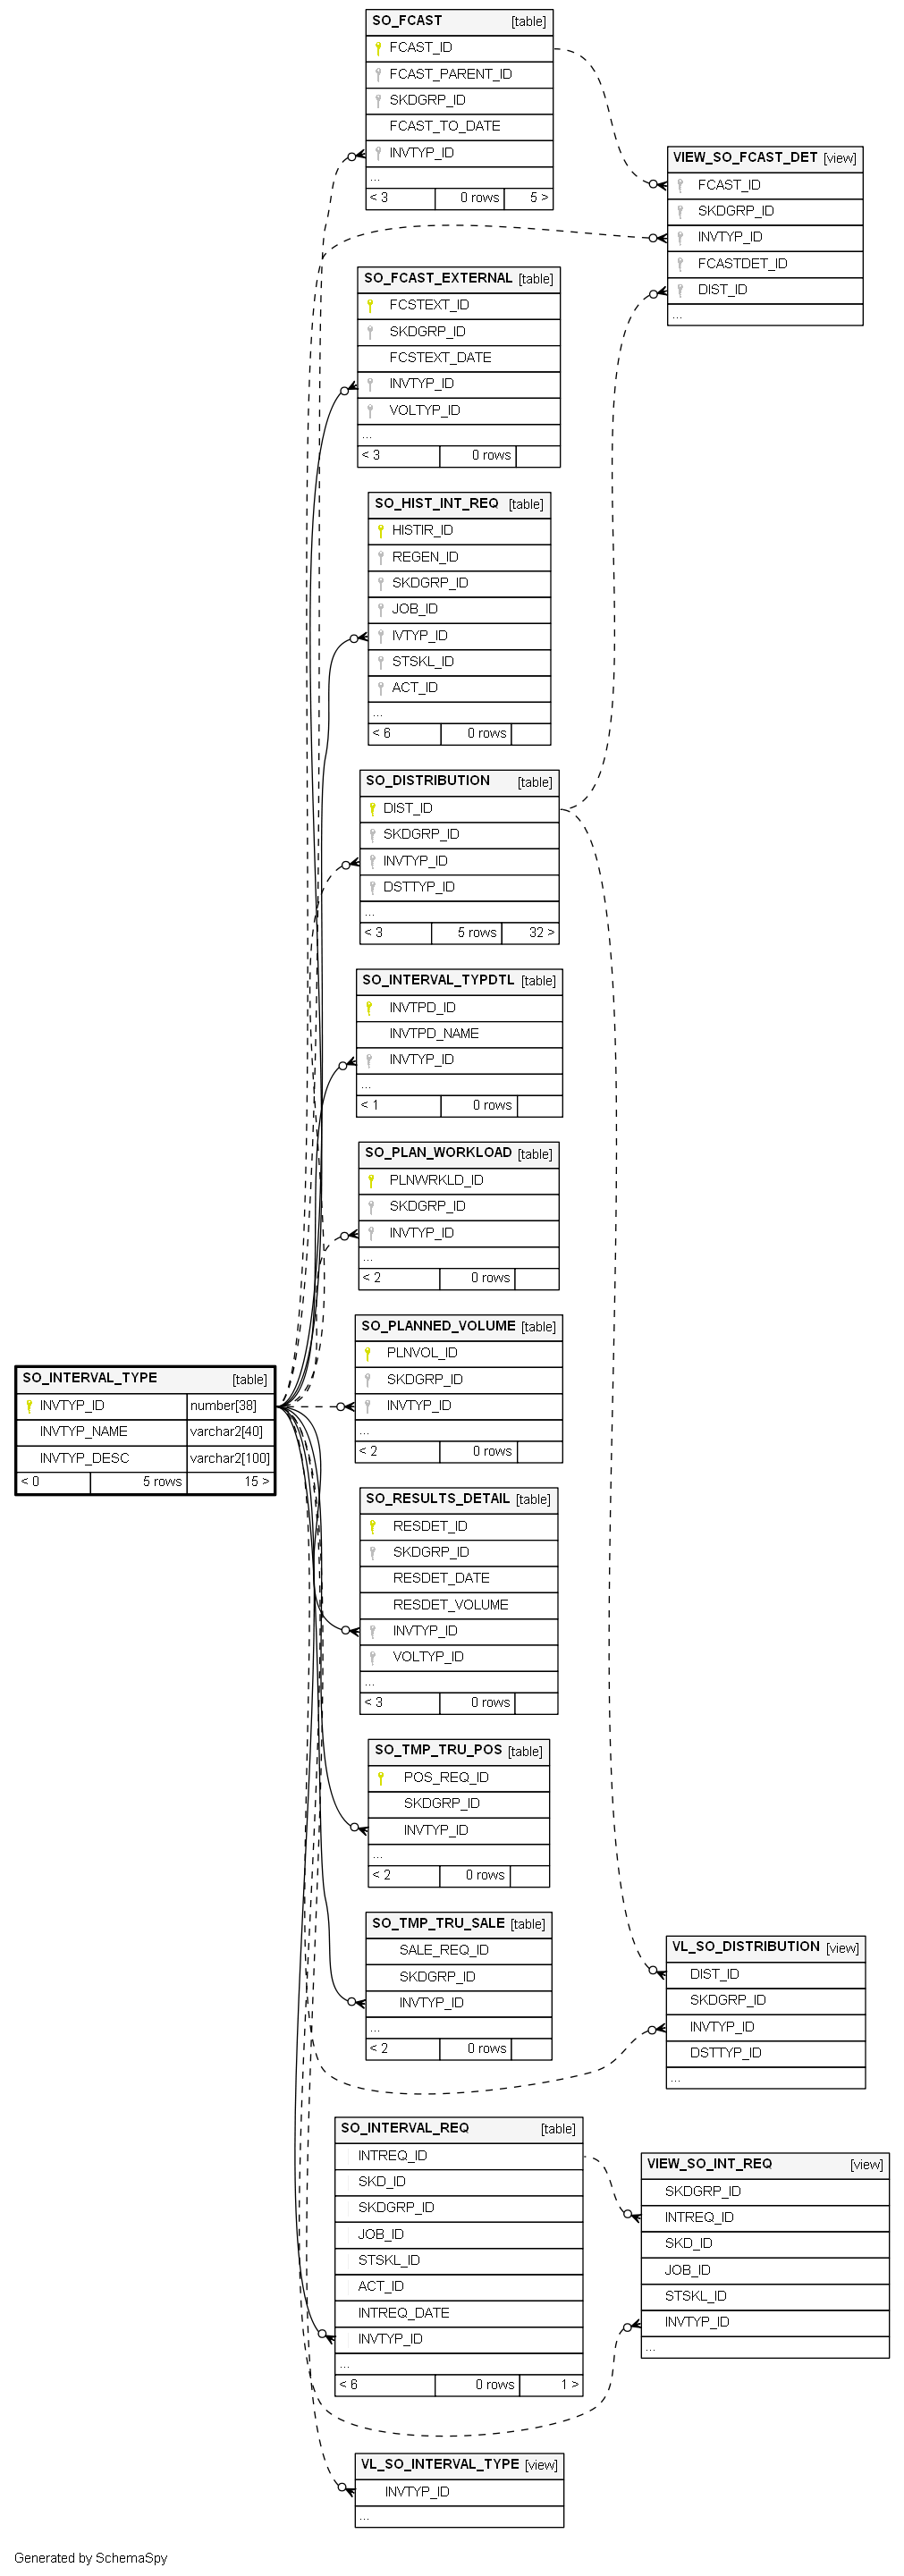 SO_FCAST [table]
FCAST_ID
FCAST_PARENT_ID
SKDGRP_ID
FCAST_TO_DATE
INVTYP_ID
...
< 3 0 rows 5 >
VIEW_SO_FCAST_DET [view]
FCAST_ID
SKDGRP_ID
INVTYP_ID
FCASTDET_ID
DIST_ID
...
SO_FCAST_EXTERNAL [table]
FCSTEXT_ID
SKDGRP_ID
FCSTEXT_DATE
INVTYP_ID
VOLTYP_ID
...
< 3 0 rows
SO_HIST_INT_REQ [table]
HISTIR_ID
REGEN_ID
SKDGRP_ID
JOB_ID
IVTYP_ID
STSKL_ID
ACT_ID
...
< 6 0 rows
SO_DISTRIBUTION [table]
DIST_ID
SKDGRP_ID
INVTYP_ID
DSTTYP_ID
...
< 3 5 rows 32 >
SO_INTERVAL_TYPDTL [table]
INVTPD_ID
INVTPD_NAME
INVTYP_ID
...
< 1 0 rows
SO_PLAN_WORKLOAD [table]
PLNWRKLD_ID
SKDGRP_ID
INVTYP_ID
...
< 2 0 rows
SO_PLANNED_VOLUME [table]
PLNVOL_ID
SKDGRP_ID
INVTYP_ID
...
< 2 0 rows
SO_INTERVAL_TYPE [table]
INVTYP_ID number[38]
INVTYP_NAME varchar2[40]
INVTYP_DESC varchar2[100]
< 0 5 rows 15 >
SO_RESULTS_DETAIL [table]
RESDET_ID
SKDGRP_ID
RESDET_DATE
RESDET_VOLUME
INVTYP_ID
VOLTYP_ID
...
< 3 0 rows
SO_TMP_TRU_POS [table]
POS_REQ_ID
SKDGRP_ID
INVTYP_ID
...
< 2 0 rows
SO_TMP_TRU_SALE [table]
SALE_REQ_ID
SKDGRP_ID
INVTYP_ID
...
< 2 0 rows
VL_SO_DISTRIBUTION [view]
DIST_ID
SKDGRP_ID
INVTYP_ID
DSTTYP_ID
...
SO_INTERVAL_REQ [table]
INTREQ_ID
SKD_ID
SKDGRP_ID
JOB_ID
STSKL_ID
ACT_ID
INTREQ_DATE
INVTYP_ID
...
< 6 0 rows 1 >
VIEW_SO_INT_REQ [view]
SKDGRP_ID
INTREQ_ID
SKD_ID
JOB_ID
STSKL_ID
INVTYP_ID
...
VL_SO_INTERVAL_TYPE [view]
INVTYP_ID
...
Generated by SchemaSpy